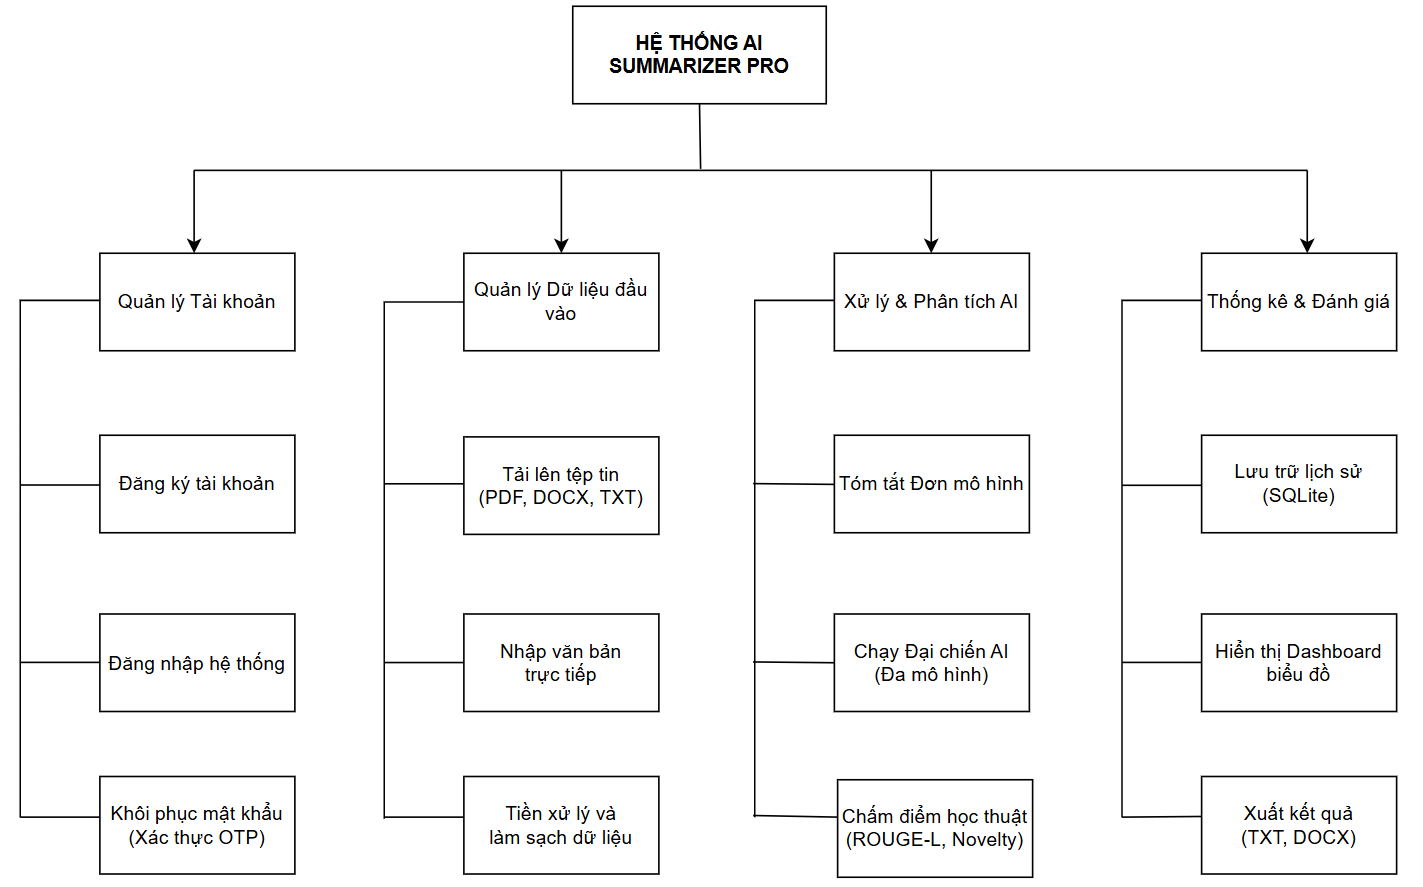 HỆ THỐNG AI
SUMMARIZER PRO
Quản lý Tài khoản
Quản lý Dữ liệu đầu
vào
Xử lý & Phân tích AI
Thống kê & Đánh giá
Đăng ký tài khoản
Tải lên tệp tin
(PDF, DOCX, TXT)
Tóm tắt Đơn mô hình
Lưu trữ lịch sử
(SQLite)
Đăng nhập hệ thống
Nhập văn bản
trực tiếp
Chạy Đại chiến AI
(Đa mô hình)
Hiển thị Dashboard
biểu đồ
Khôi phục mật khẩu
(Xác thực OTP)
Tiền xử lý và
làm sạch dữ liệu
Chấm điểm học thuật
(ROUGE-L, Novelty)
Xuất kết quả
(TXT, DOCX)